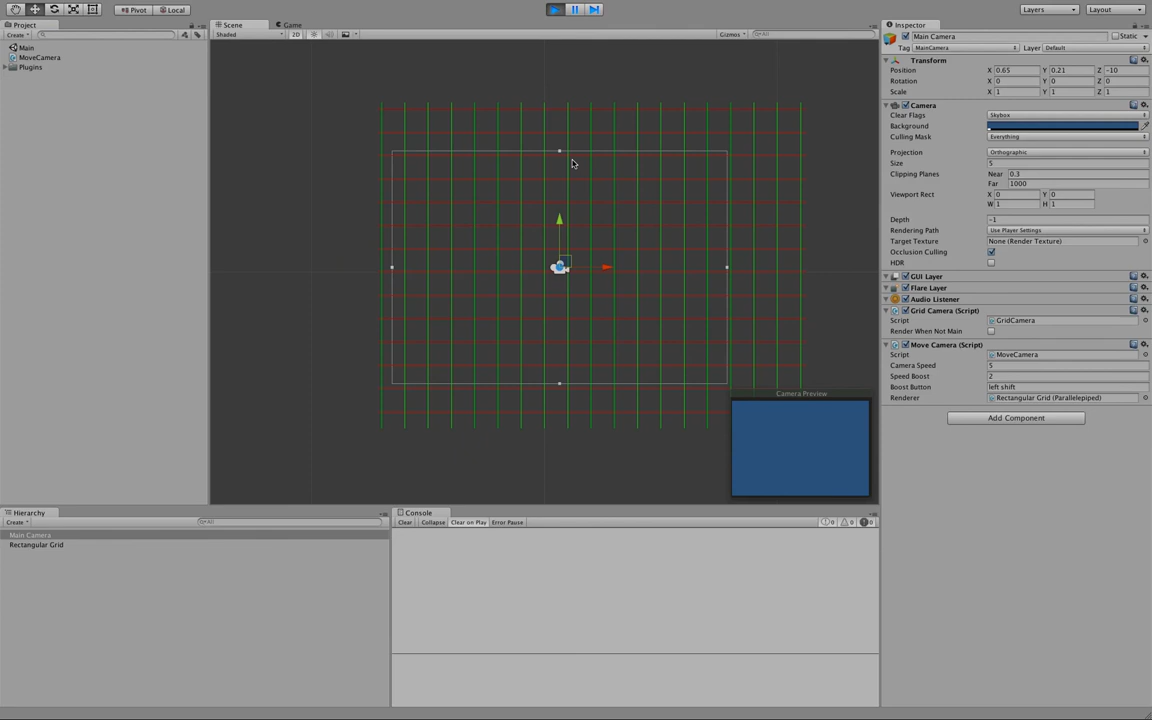 Pivot
Local
Layers
Layout
Project
Create
Main
MoveCamera
Plugins
Scene
Game
Shaded
2D
Gizmos
All
Camera Preview
Inspector
Main Camera
Static
Tag MainCamera Layer Default
Transform
Position X 0.65 Y 0.21 Z -10
Rotation X 0 Y 0 Z 0
Scale X 1 Y 1 Z 1
Camera
Clear Flags Skybox
Background
Culling Mask Everything
Projection Orthographic
Size 5
Clipping Planes Near 0.3
Far 1000
Viewport Rect X 0 Y 0
W 1 H 1
Depth -1
Rendering Path Use Player Settings
Target Texture None (Render Texture)
Occlusion Culling
HDR
GUI Layer
Flare Layer
Audio Listener
Grid Camera (Script)
Script GridCamera
Render When Not Main
Move Camera (Script)
Script MoveCamera
Camera Speed 5
Speed Boost 2
Boost Button left shift
Renderer Rectangular Grid (Parallelepiped)
Add Component
Hierarchy
Create All
Main Camera
Rectangular Grid
Console
Clear Collapse Clear on Play Error Pause 0 0 0